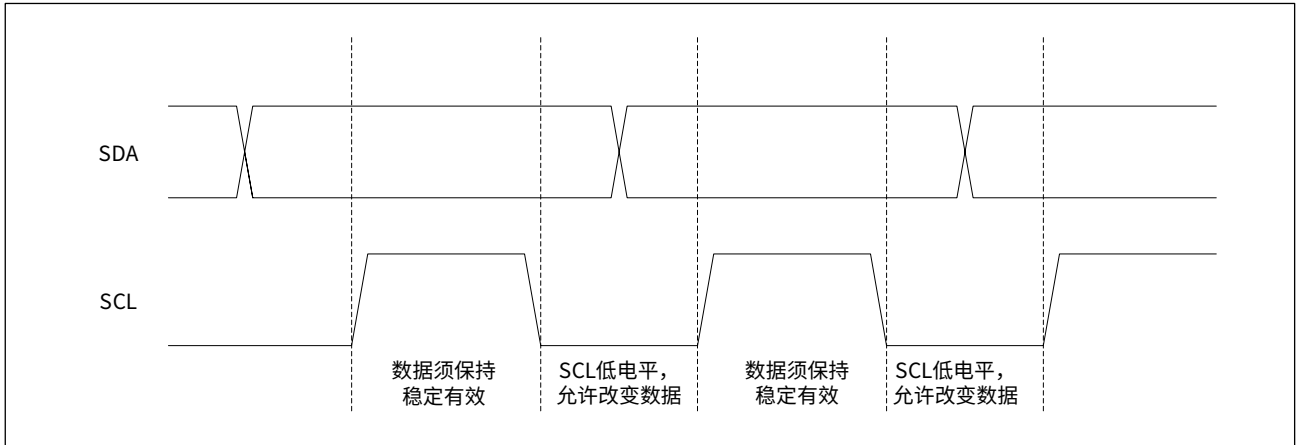 SDA
SCL
数据须保持
稳定有效
SCL低电平，
允许改变数据
数据须保持
稳定有效
SCL低电平，
允许改变数据